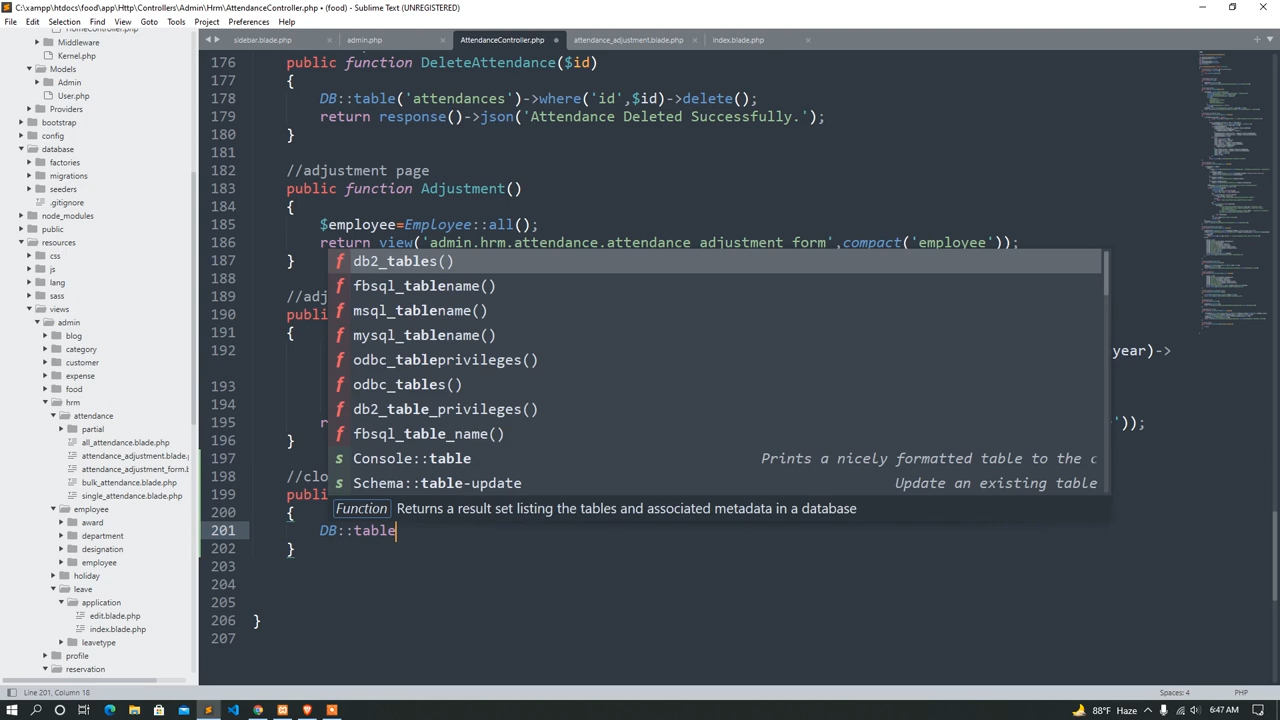 C:\xampp\htdocs\food\app\Http\Controllers\Admin\Hrm\AttendanceController.php • (food) - Sublime Text (UNREGISTERED)
File Edit Selection Find View Goto Tools Project Preferences Help
sidebar.blade.php
admin.php
AttendanceController.php
attendance_adjustment.blade.php
index.blade.php
HomeController.php
Middleware
Kernel.php
Models
Admin
User.php
Providers
bootstrap
config
database
factories
migrations
seeders
.gitignore
node_modules
public
resources
css
js
lang
sass
views
admin
blog
category
customer
expense
food
hrm
attendance
partial
all_attendance.blade.php
attendance_adjustment.blade.
attendance_adjustment_form.b
bulk_attendance.blade.php
single_attendance.blade.php
employee
award
department
designation
employee
holiday
leave
application
edit.blade.php
index.blade.php
leavetype
profile
reservation
176 public function DeleteAttendance($id)
177 {
178 DB::table('attendances')->where('id',$id)->delete();
179 return response()->json('Attendance Deleted Successfully.');
180 }
181
182 //adjustment page
183 public function Adjustment()
184 {
185 $employee=Employee::all();
186 return view('admin.hrm.attendance.attendance_adjustment_form',compact('employee'));
187 }
188
189 //adj
190 publ
191 {
192 year)->
193
194
195 r '));
196 }
197
198 //clo
199 publ
200 {
201 DB::table
202 }
203
204
205
206 }
207
db2_tables()
fbsql_tablename()
msql_tablename()
mysql_tablename()
odbc_tableprivileges()
odbc_tables()
db2_table_privileges()
fbsql_table_name()
Console::table Prints a nicely formatted table to the c
Schema::table-update Update an existing table
Function Returns a result set listing the tables and associated metadata in a database
Line 201, Column 18
Spaces: 4
PHP
88°F Haze
6:47 AM